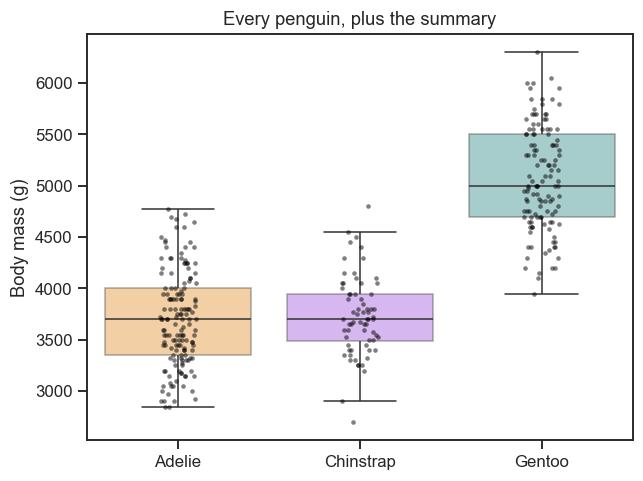 Every penguin, plus the summary
Body mass (g)
6000
5500
5000
4500
4000
3500
3000
Adelie
Chinstrap
Gentoo